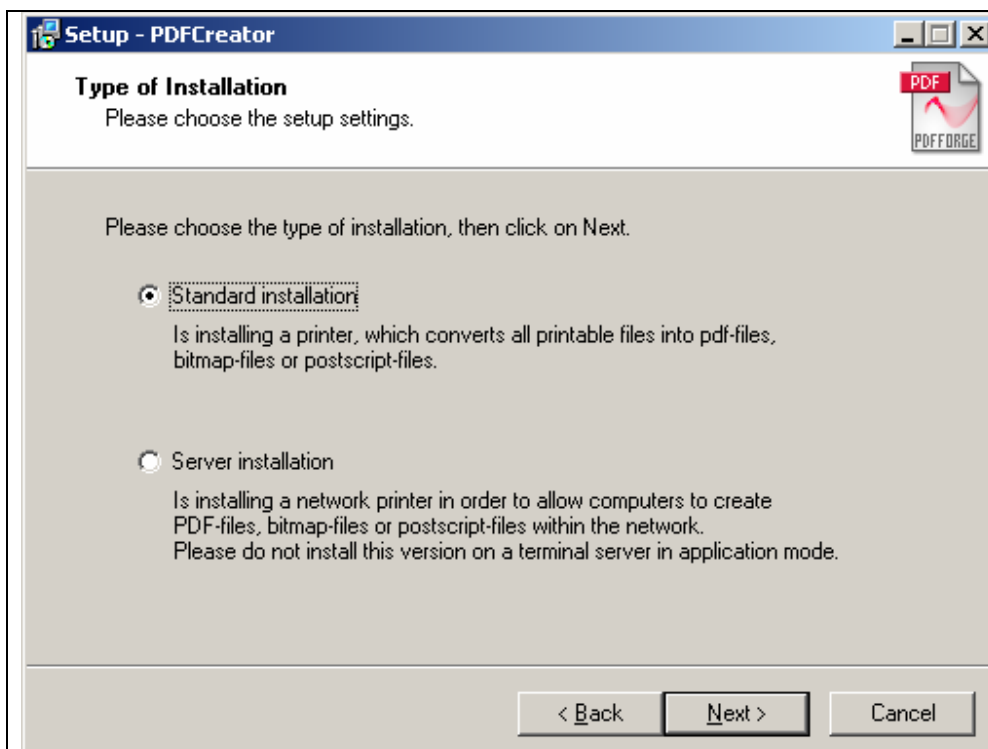 Setup - PDFCreator
Type of Installation
Please choose the setup settings.
PDF
PDFFORGE
Please choose the type of installation, then click on Next.
Standard installation
Is installing a printer, which converts all printable files into pdf-files,
bitmap-files or postscript-files.
Server installation
Is installing a network printer in order to allow computers to create
PDF-files, bitmap-files or postscript-files within the network.
Please do not install this version on a terminal server in application mode.
< Back
Next >
Cancel